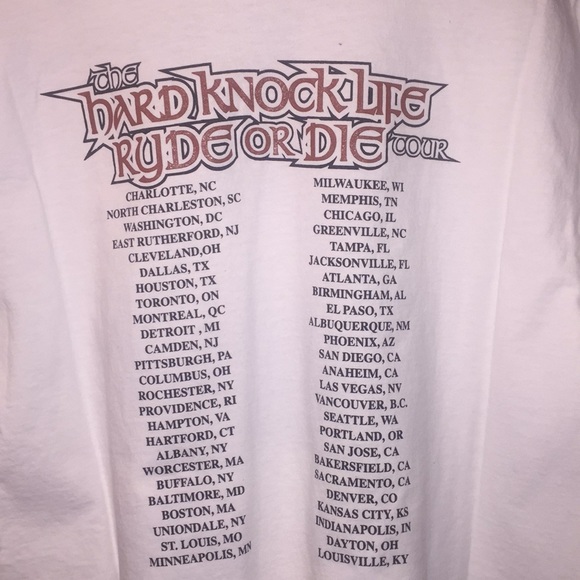 the
HARD KNOCK LIFE
RYDE OR DIE TOUR
CHARLOTTE, NC
NORTH CHARLESTON, SC
WASHINGTON, DC
EAST RUTHERFORD, NJ
CLEVELAND,OH
DALLAS, TX
HOUSTON, TX
TORONTO, ON
MONTREAL, QC
DETROIT , MI
CAMDEN, NJ
PITTSBURGH, PA
COLUMBUS, OH
ROCHESTER, NY
PROVIDENCE, RI
HAMPTON, VA
HARTFORD, CT
ALBANY, NY
WORCESTER, MA
BUFFALO, NY
BALTIMORE, MD
BOSTON, MA
UNIONDALE, NY
ST. LOUIS, MO
MINNEAPOLIS, MN
MILWAUKEE, WI
MEMPHIS, TN
CHICAGO, IL
GREENVILLE, NC
TAMPA, FL
JACKSONVILLE, FL
ATLANTA, GA
BIRMINGHAM, AL
EL PASO, TX
ALBUQUERQUE, NM
PHOENIX, AZ
SAN DIEGO, CA
ANAHEIM, CA
LAS VEGAS, NV
VANCOUVER, B.C.
SEATTLE, WA
PORTLAND, OR
SAN JOSE, CA
BAKERSFIELD, CA
SACRAMENTO, CA
DENVER, CO
KANSAS CITY, KS
INDIANAPOLIS, IN
DAYTON, OH
LOUISVILLE, KY